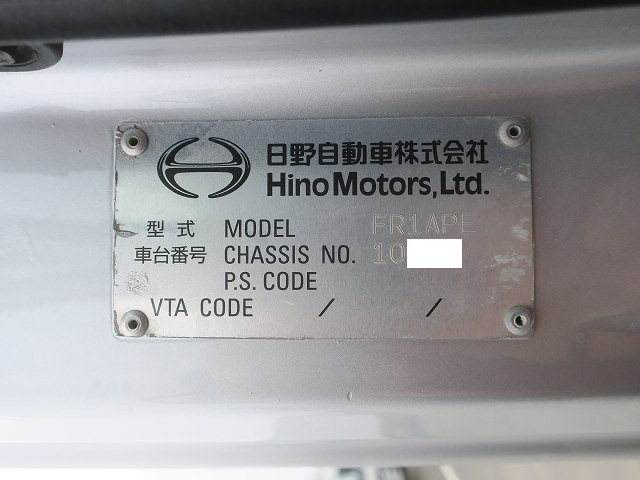 日野自動車株式会社
Hino Motors, Ltd.
型式 MODEL FR1APE
車台番号 CHASSIS NO. 10
P.S. CODE
VTA CODE / /